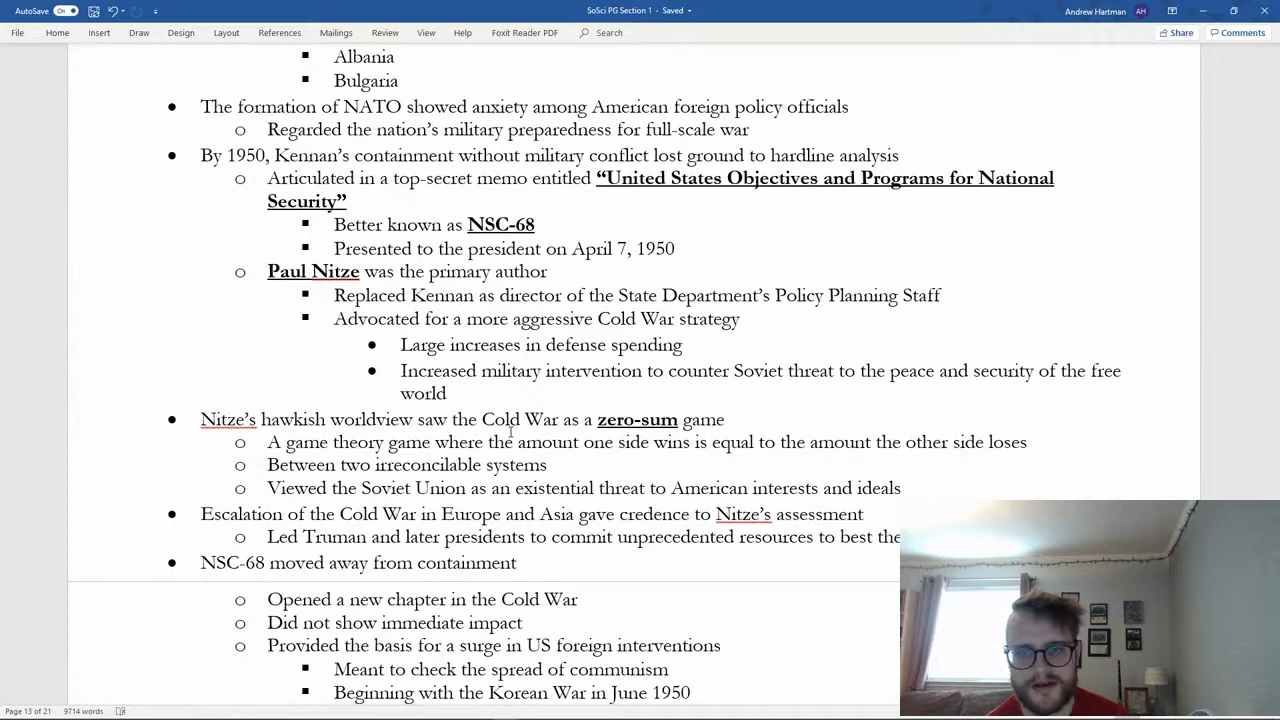 AutoSave On SoSci PG Section 1 - Saved Andrew Hartman AH
File Home Insert Draw Design Layout References Mailings Review View Help Foxit Reader PDF Search Share Comments
▪ Albania
▪ Bulgaria
• The formation of NATO showed anxiety among American foreign policy officials
o Regarded the nation’s military preparedness for full-scale war
• By 1950, Kennan’s containment without military conflict lost ground to hardline analysis
o Articulated in a top-secret memo entitled “United States Objectives and Programs for National
Security”
▪ Better known as NSC-68
▪ Presented to the president on April 7, 1950
o Paul Nitze was the primary author
▪ Replaced Kennan as director of the State Department’s Policy Planning Staff
▪ Advocated for a more aggressive Cold War strategy
• Large increases in defense spending
• Increased military intervention to counter Soviet threat to the peace and security of the free
world
• Nitze’s hawkish worldview saw the Cold War as a zero-sum game
o A game theory game where the amount one side wins is equal to the amount the other side loses
o Between two irreconcilable systems
o Viewed the Soviet Union as an existential threat to American interests and ideals
• Escalation of the Cold War in Europe and Asia gave credence to Nitze’s assessment
o Led Truman and later presidents to commit unprecedented resources to best the
• NSC-68 moved away from containment
o Opened a new chapter in the Cold War
o Did not show immediate impact
o Provided the basis for a surge in US foreign interventions
▪ Meant to check the spread of communism
▪ Beginning with the Korean War in June 1950
Page 13 of 21 9714 words